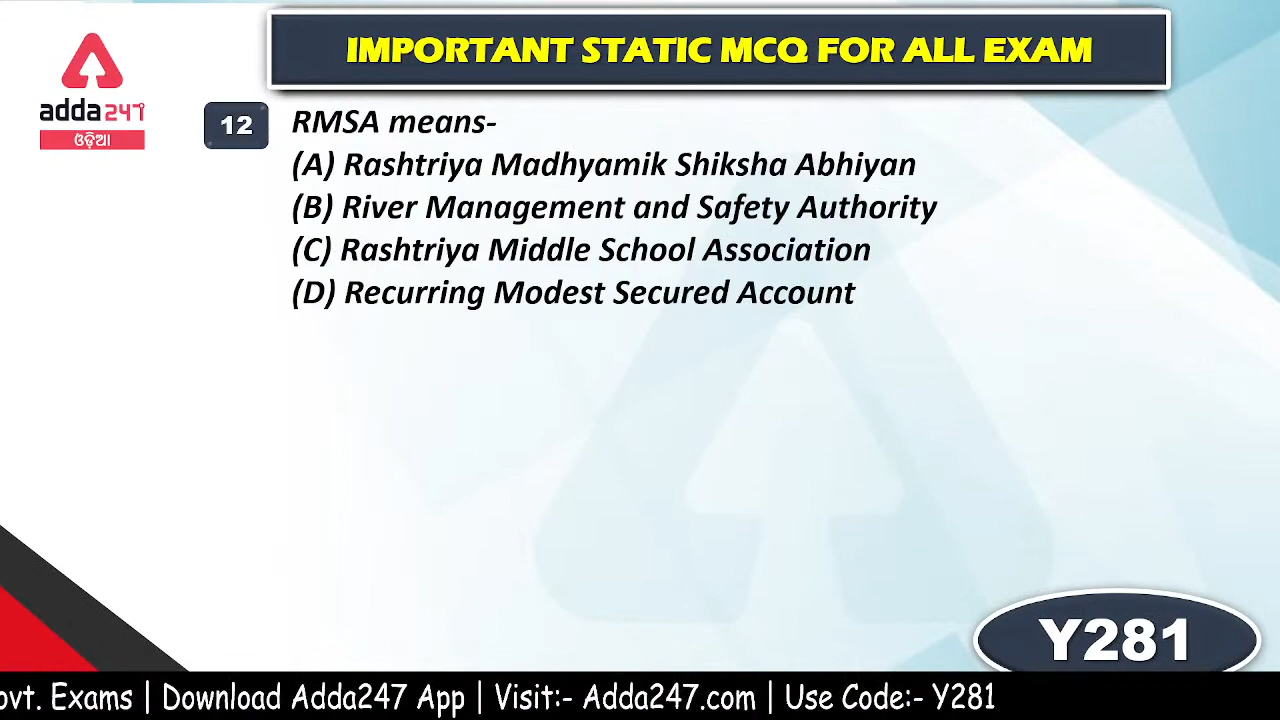 IMPORTANT STATIC MCQ FOR ALL EXAM
adda247
ଓଡ଼ିଆ
12
RMSA means-
(A) Rashtriya Madhyamik Shiksha Abhiyan
(B) River Management and Safety Authority
(C) Rashtriya Middle School Association
(D) Recurring Modest Secured Account
Y281
ovt. Exams | Download Adda247 App | Visit:- Adda247.com | Use Code:- Y281